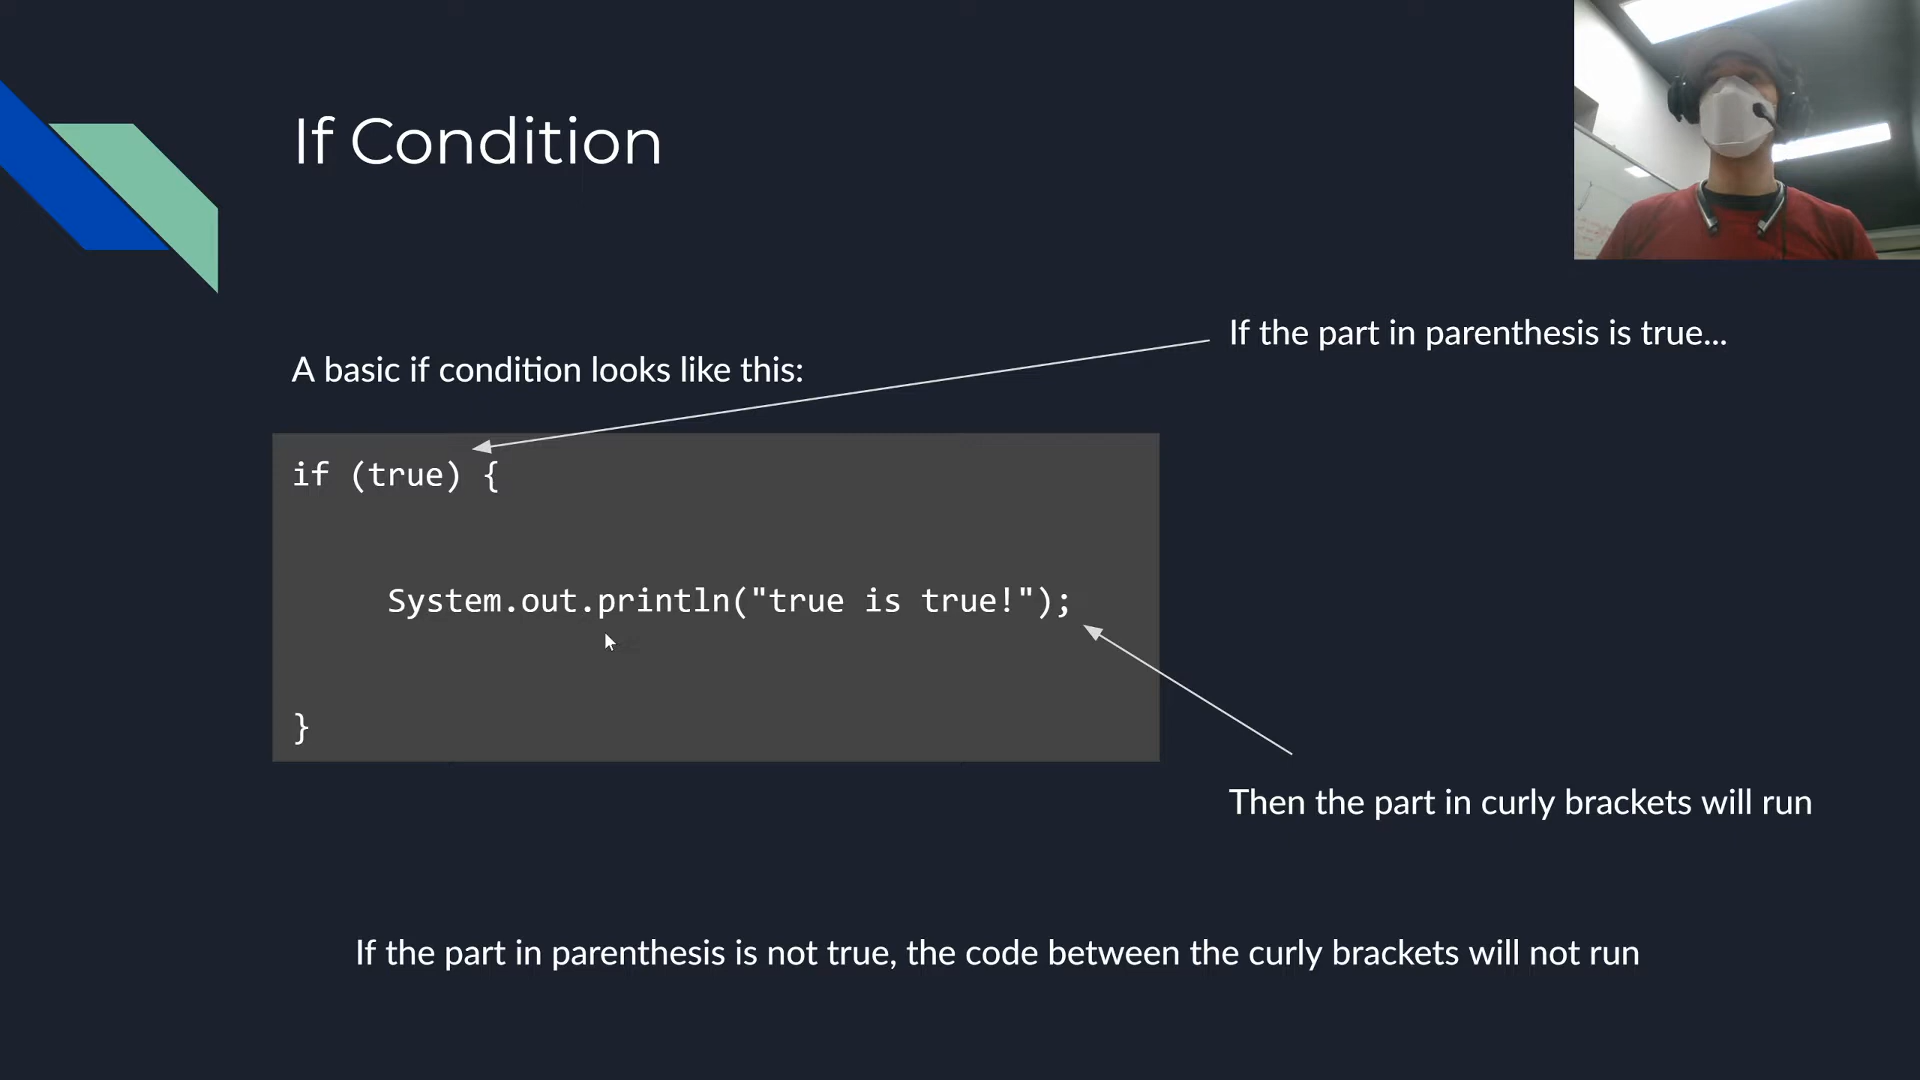 If Condition
If the part in parenthesis is true...
A basic if condition looks like this:
if (true) {
System.out.println("true is true!");
}
Then the part in curly brackets will run
If the part in parenthesis is not true, the code between the curly brackets will not run